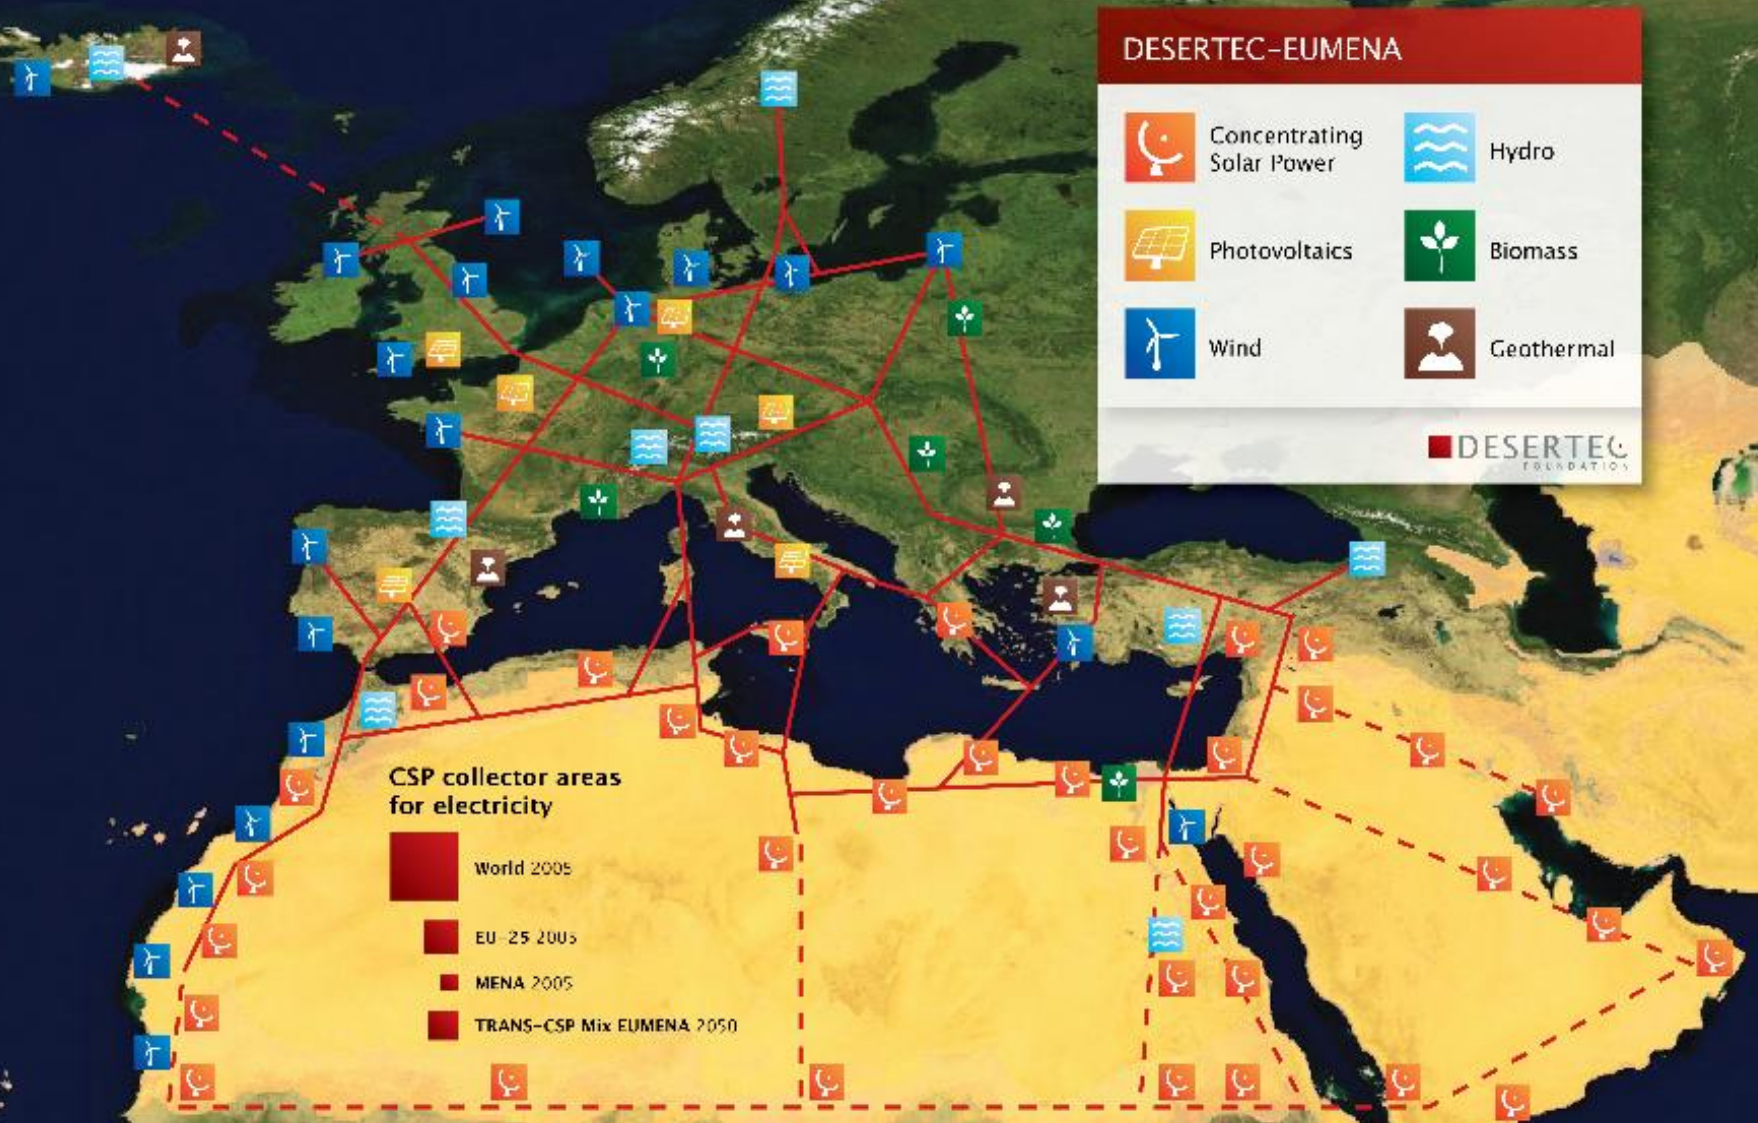 DESERTEC-EUMENA
Concentrating
Solar Power
Hydro
Photovoltaics
Biomass
Wind
Geothermal
DESERTEC
FOUNDATION
CSP collector areas
for electricity
World 2005
EU-25 2005
MENA 2005
TRANS-CSP Mix EUMENA 2050